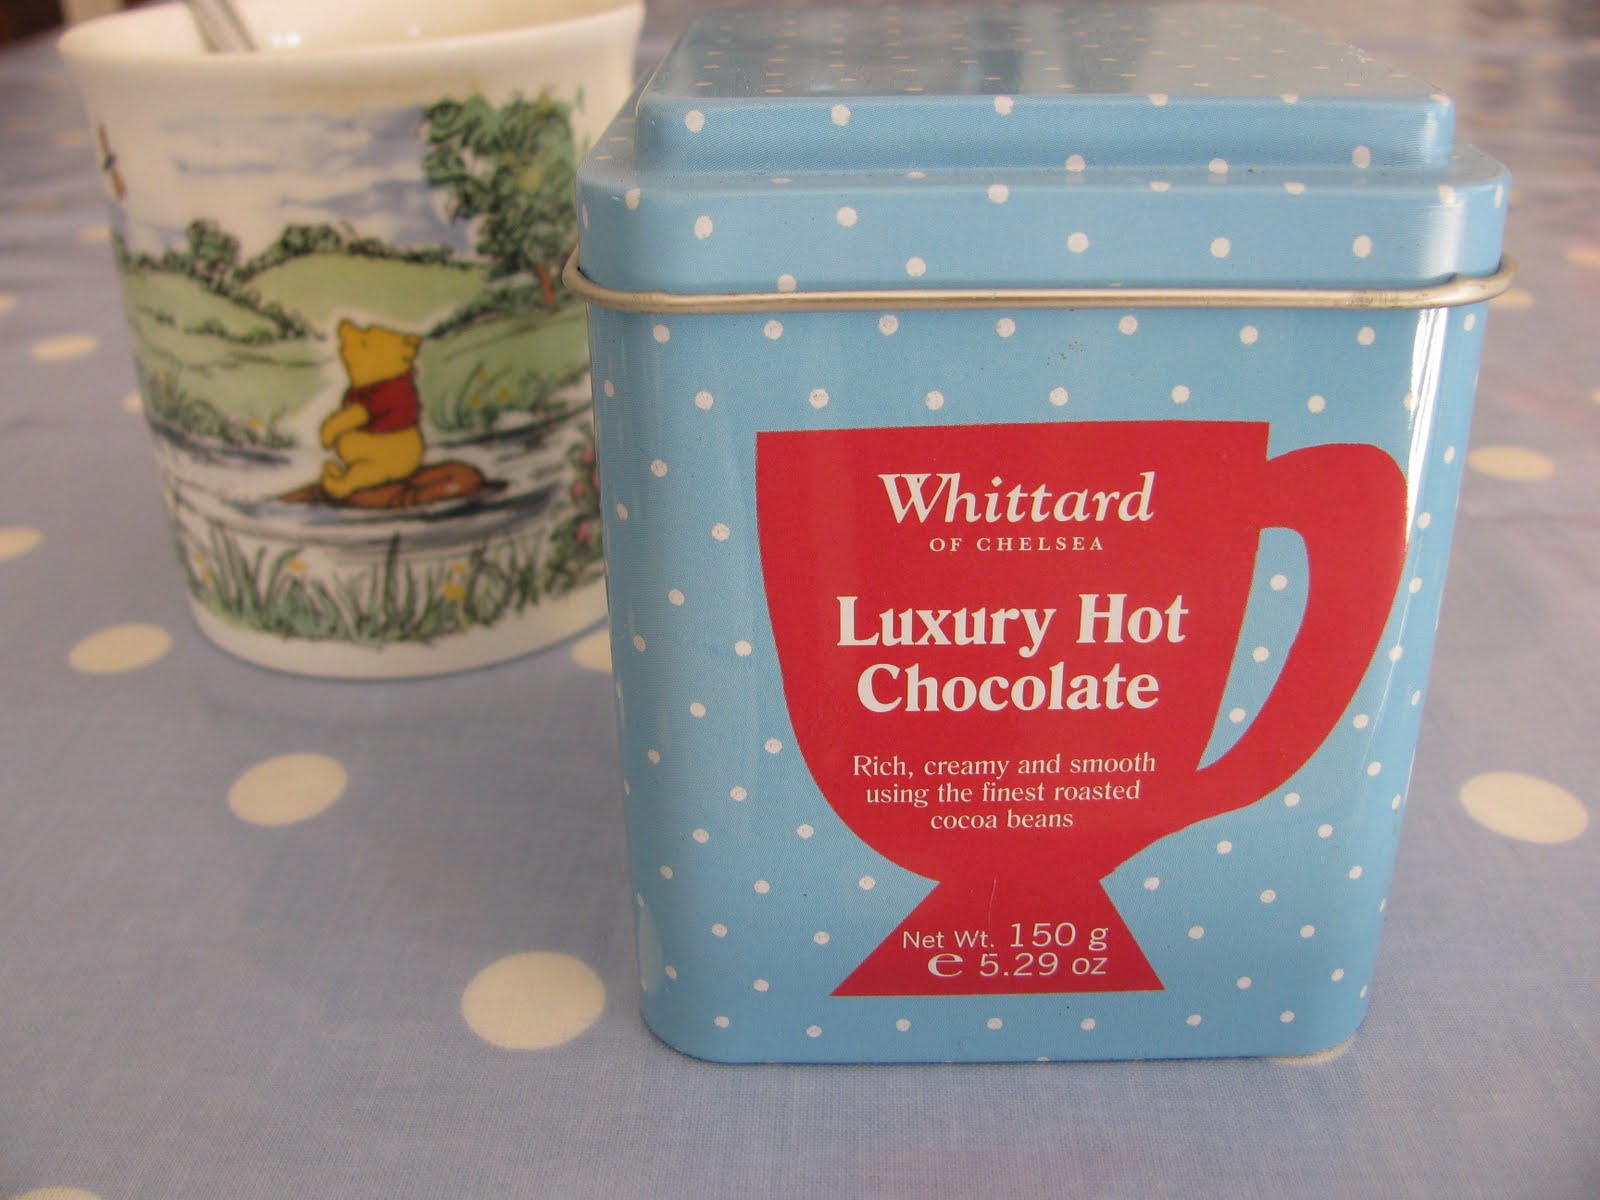 Whittard
OF CHELSEA
Luxury Hot
Chocolate
Rich, creamy and smooth
using the finest roasted
cocoa beans
Net Wt. 150 g
℮ 5.29 oz